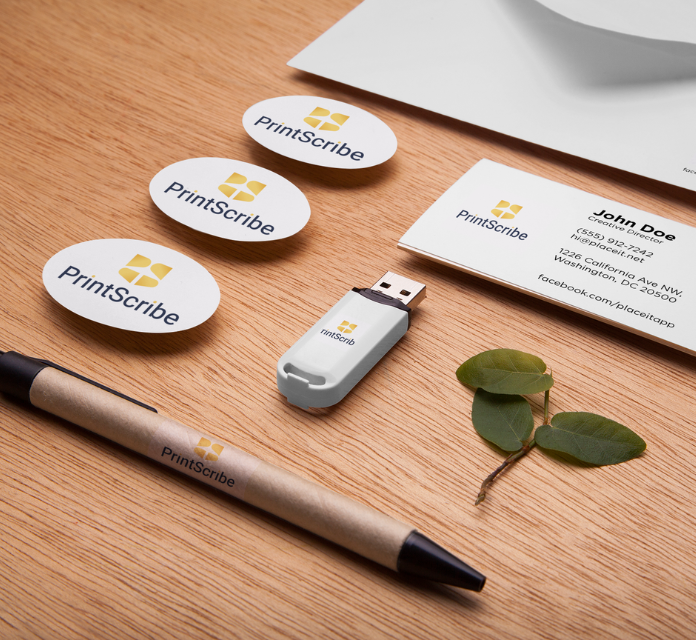 PrintScribe
PrintScribe
PrintScribe
PrintScribe
John Doe
Creative Director
(555) 912-7242
hi@placeit.net
1226 California Ave NW,
Washington, DC 20500
facebook.com/placeitapp
rintScrib
PrintScribe